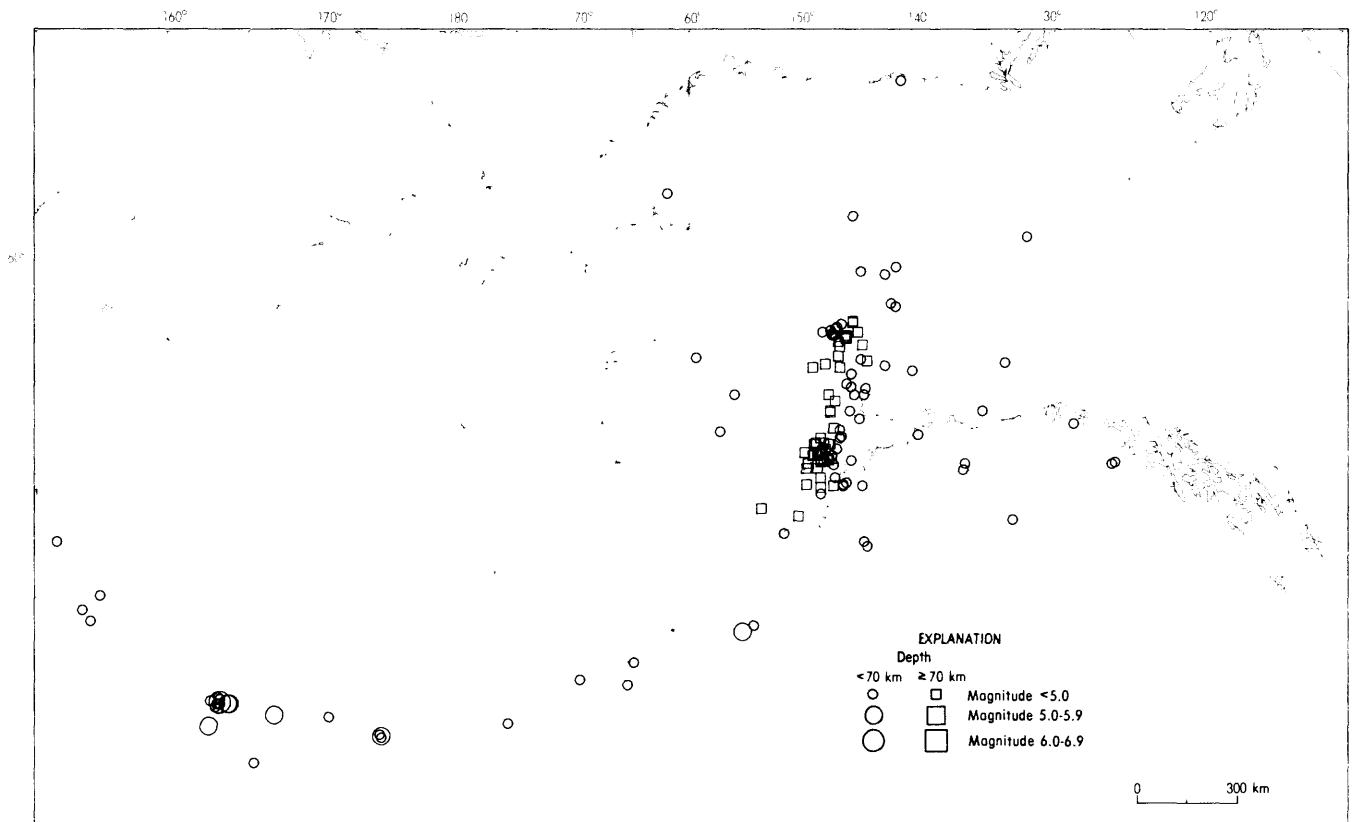 160° 170° 180 70° 60° 150° 140° 30° 120°
EXPLANATION
Depth
<70 km ≥70 km
Magnitude <5.0
Magnitude 5.0-5.9
Magnitude 6.0-6.9
0 300 km